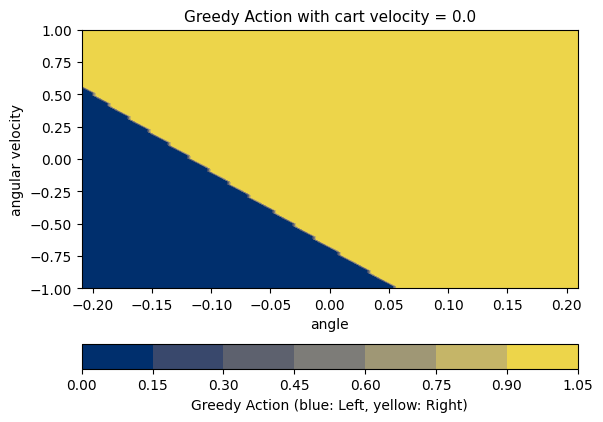 Greedy Action with cart velocity = 0.0
1.00
0.75
0.50
0.25
0.00
−0.25
−0.50
−0.75
−1.00
angular velocity
−0.20 −0.15 −0.10 −0.05 0.00 0.05 0.10 0.15 0.20
angle
0.00 0.15 0.30 0.45 0.60 0.75 0.90 1.05
Greedy Action (blue: Left, yellow: Right)